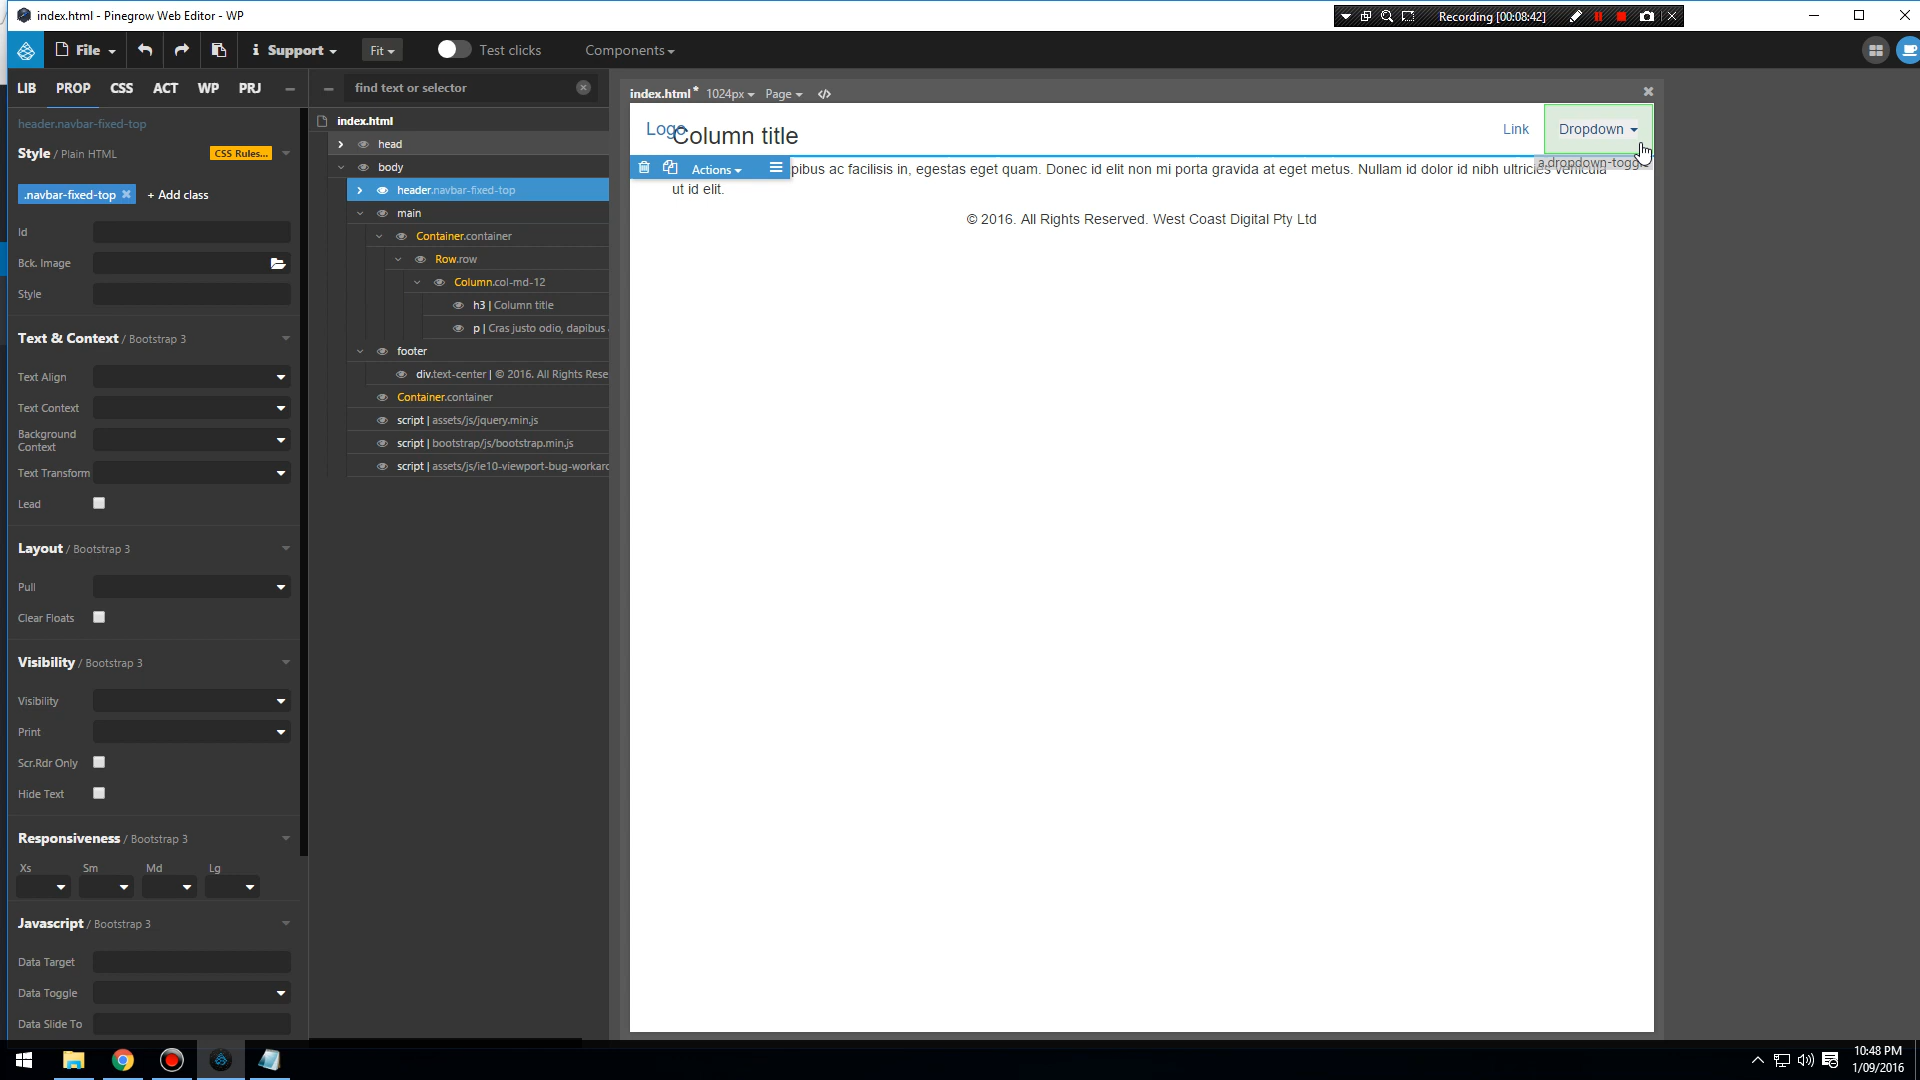 index.html - Pinegrow Web Editor - WP
Recording [00:08:42]
File
Support
Fit
Test clicks
Components
LIB PROP CSS ACT WP PRJ
find text or selector
header.navbar-fixed-top
Style / Plain HTML
CSS Rules...
.navbar-fixed-top
+ Add class
Id
Bck. Image
Style
Text & Context / Bootstrap 3
Text Align
Text Context
Background
Context
Text Transform
Lead
Layout / Bootstrap 3
Pull
Clear Floats
Visibility / Bootstrap 3
Visibility
Print
Scr.Rdr Only
Hide Text
Responsiveness / Bootstrap 3
Xs Sm Md Lg
Javascript / Bootstrap 3
Data Target
Data Toggle
Data Slide To
index.html
head
body
header.navbar-fixed-top
main
Container.container
Row.row
Column.col-md-12
h3 | Column title
p | Cras justo odio, dapibus
footer
div.text-center | © 2016. All Rights Rese
Container.container
script | assets/js/jquery.min.js
script | bootstrap/js/bootstrap.min.js
script | assets/js/ie10-viewport-bug-workaro
index.html* 1024px Page
Logo
Column title
Link
Dropdown
a.dropdown-toggle
Actions
pibus ac facilisis in, egestas eget quam. Donec id elit non mi porta gravida at eget metus. Nullam id dolor id nibh ultricies vehicula
ut id elit.
© 2016. All Rights Reserved. West Coast Digital Pty Ltd
10:48 PM
1/09/2016